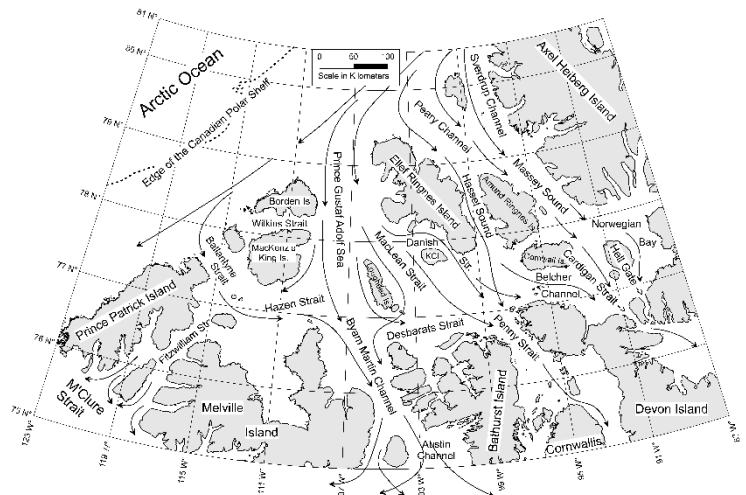 81 N°
80 N°
79 N°
78 N°
77 N°
76 N°
Arctic Ocean
Edge of the Canadian Polar Shelf
Scale in Kilometers
Sverdrup Channel
Axel Heiberg Island
Peary Channel
Massey Sound
Prince Gustaf Adolf Sea
Ellef Ringnes Island
Hassel Sound
Amund Ringnes
Norwegian
Bay
Borden Is.
Wilkins Strait
MacKenzie
King Is.
Ballantyne
Strait
MacLean Strait
Danish
Str.
KCI
Cornwall Is.
Belcher
Channel
Cardigan Strait
Hell Gate
Lougheed Is.
Hazen Strait
Prince Patrick Island
Fitzwilliam Str.
Byam Martin Channel
Desbarats Strait
Penny Strait
M'Clure
Strait
Melville
Island
Bathurst Island
Austin
Channel
Cornwallis
Devon Island
123 W°
115 W°
111 W°